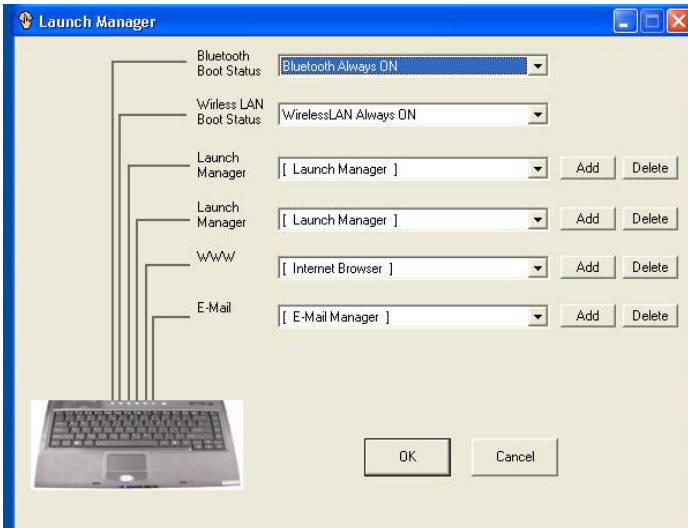 Launch Manager
Bluetooth
Boot Status
Bluetooth Always ON
Wirless LAN
Boot Status
WirelessLAN Always ON
Launch
Manager
[ Launch Manager ]
Add
Delete
Launch
Manager
[ Launch Manager ]
Add
Delete
WWW
[ Internet Browser ]
Add
Delete
E-Mail
[ E-Mail Manager ]
Add
Delete
OK
Cancel